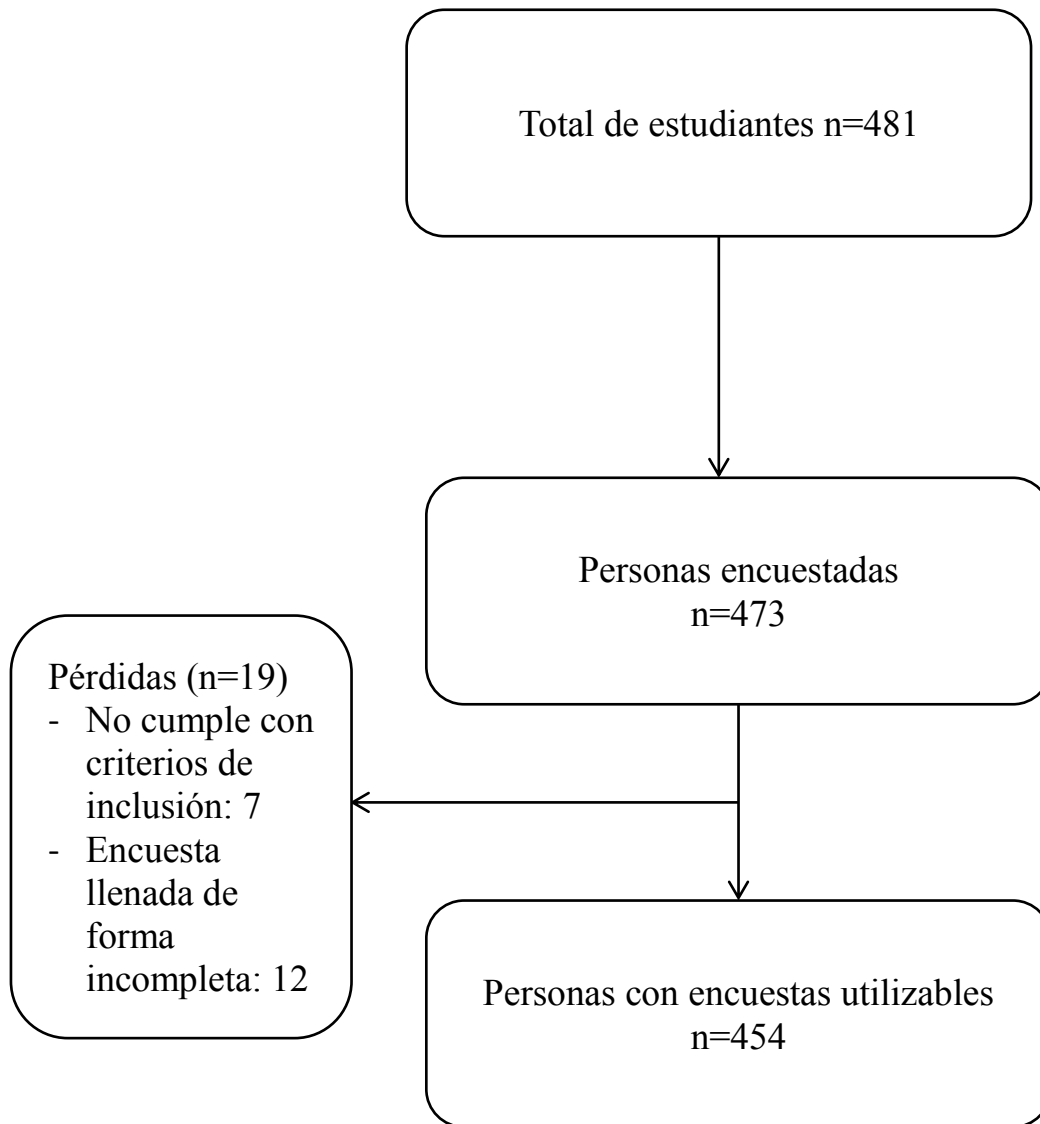 Total de estudiantes n=481
Personas encuestadas
n=473
Pérdidas (n=19)
- No cumple con
criterios de
inclusión: 7
- Encuesta
llenada de
forma
incompleta: 12
Personas con encuestas utilizables
n=454